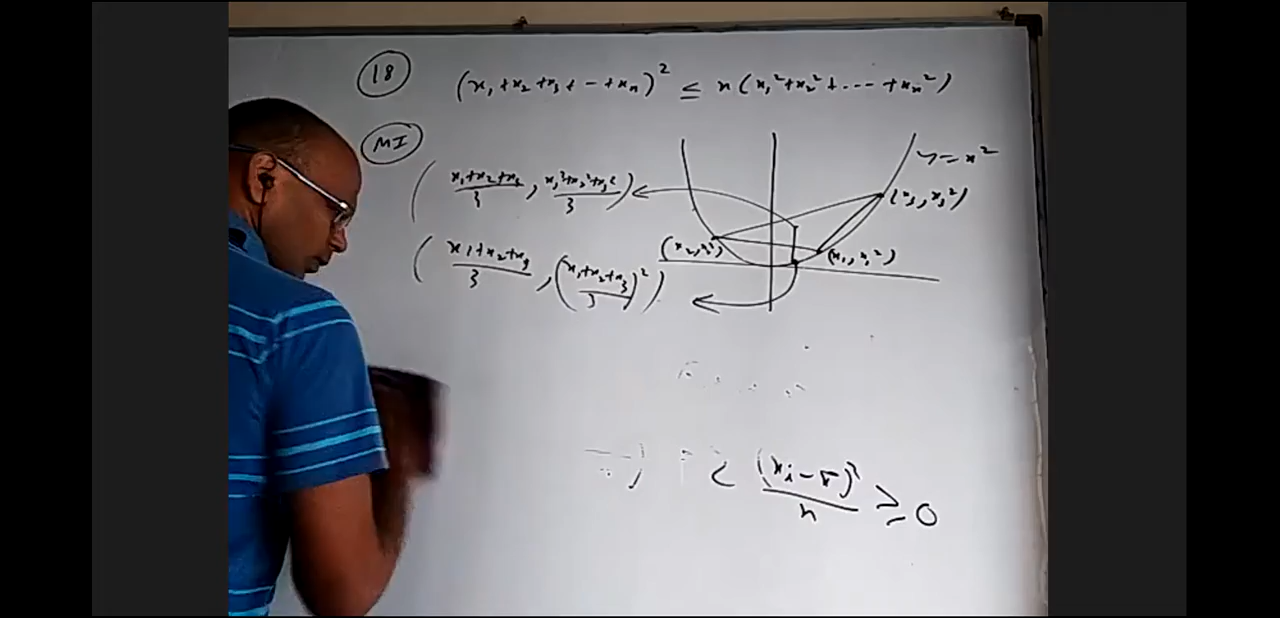 18
(x₁+x₂+x₃+-+xₙ)² ≤ n(x₁²+x₂²+...-+xₙ²)
MI
y=x²
(x₁+x₂+x₃/3, x₁²+x₂²+x₃²/3)
(x₃, x₃²)
(x₂, x₂²)
(x₁, x₁²)
(x₁+x₂+x₃/3, (x₁+x₂+x₃/3)²)
(xᵢ-x̄)²/n ≥ 0